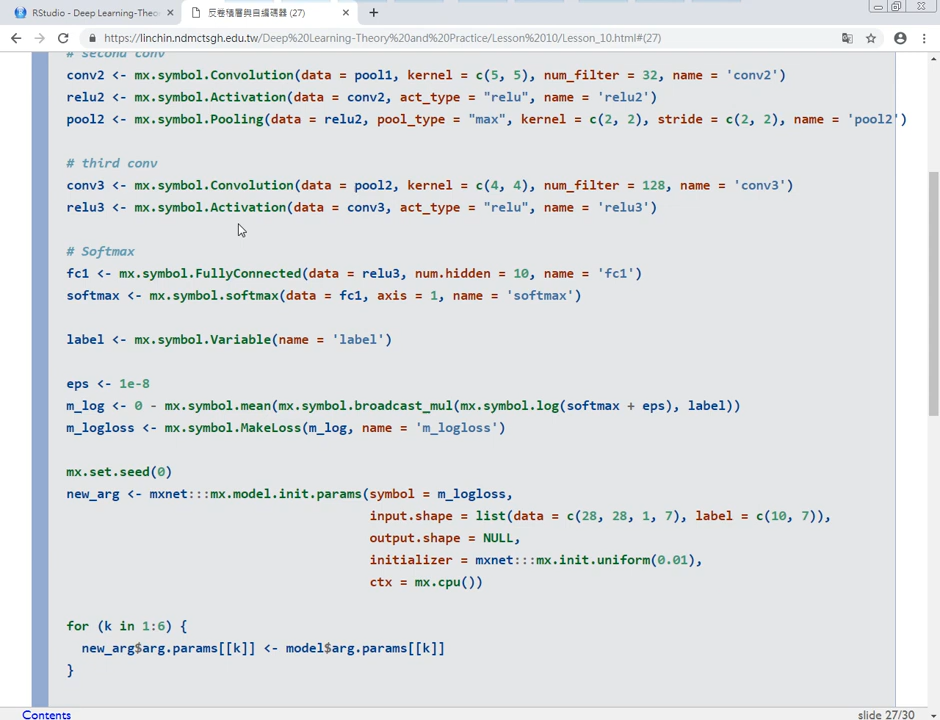 RStudio - Deep Learning-Theo
反卷積層與自編碼器 (27)
https://linchin.ndmctsgh.edu.tw/Deep%20Learning-Theory%20and%20Practice/Lesson%2010/Lesson_10.html#(27)
# second conv
conv2 <- mx.symbol.Convolution(data = pool1, kernel = c(5, 5), num_filter = 32, name = 'conv2')
relu2 <- mx.symbol.Activation(data = conv2, act_type = "relu", name = 'relu2')
pool2 <- mx.symbol.Pooling(data = relu2, pool_type = "max", kernel = c(2, 2), stride = c(2, 2), name = 'pool2')
# third conv
conv3 <- mx.symbol.Convolution(data = pool2, kernel = c(4, 4), num_filter = 128, name = 'conv3')
relu3 <- mx.symbol.Activation(data = conv3, act_type = "relu", name = 'relu3')
# Softmax
fc1 <- mx.symbol.FullyConnected(data = relu3, num.hidden = 10, name = 'fc1')
softmax <- mx.symbol.softmax(data = fc1, axis = 1, name = 'softmax')
label <- mx.symbol.Variable(name = 'label')
eps <- 1e-8
m_log <- 0 - mx.symbol.mean(mx.symbol.broadcast_mul(mx.symbol.log(softmax + eps), label))
m_logloss <- mx.symbol.MakeLoss(m_log, name = 'm_logloss')
mx.set.seed(0)
new_arg <- mxnet:::mx.model.init.params(symbol = m_logloss,
input.shape = list(data = c(28, 28, 1, 7), label = c(10, 7)),
output.shape = NULL,
initializer = mxnet:::mx.init.uniform(0.01),
ctx = mx.cpu())
for (k in 1:6) {
new_arg$arg.params[[k]] <- model$arg.params[[k]]
}
Contents
slide 27/30